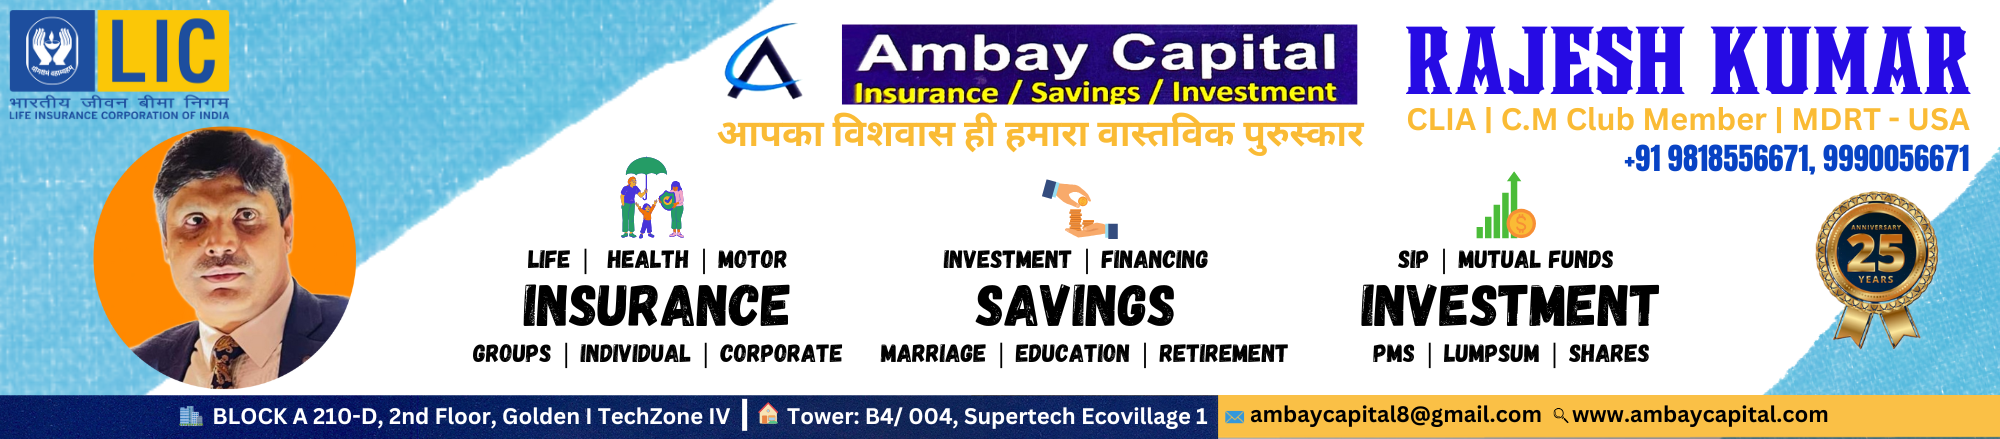 LIC
भारतीय जीवन बीमा निगम
LIFE INSURANCE CORPORATION OF INDIA
Ambay Capital
Insurance / Savings / Investment
आपका विशवास ही हमारा वास्तविक पुरुस्कार
RAJESH KUMAR
CLIA | C.M Club Member | MDRT - USA
+91 9818556671, 9990056671
LIFE | HEALTH | MOTOR
INSURANCE
GROUPS | INDIVIDUAL | CORPORATE
INVESTMENT | FINANCING
SAVINGS
MARRIAGE | EDUCATION | RETIREMENT
SIP | MUTUAL FUNDS
INVESTMENT
PMS | LUMPSUM | SHARES
ANNIVERSARY
25
YEARS
BLOCK A 210-D, 2nd Floor, Golden I TechZone IV | Tower: B4/ 004, Supertech Ecovillage 1
ambaycapital8@gmail.com
www.ambaycapital.com